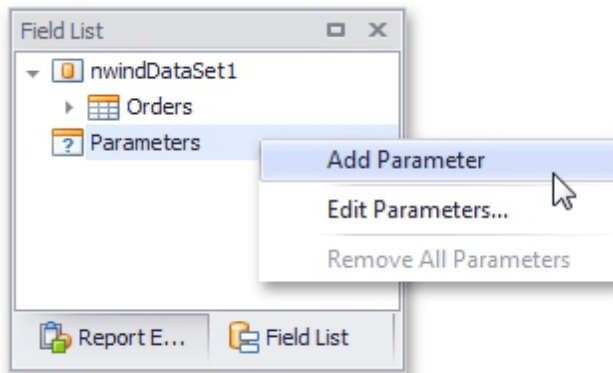 Field List
nwindDataSet1
Orders
Parameters
Add Parameter
Edit Parameters...
Remove All Parameters
Report E...
Field List